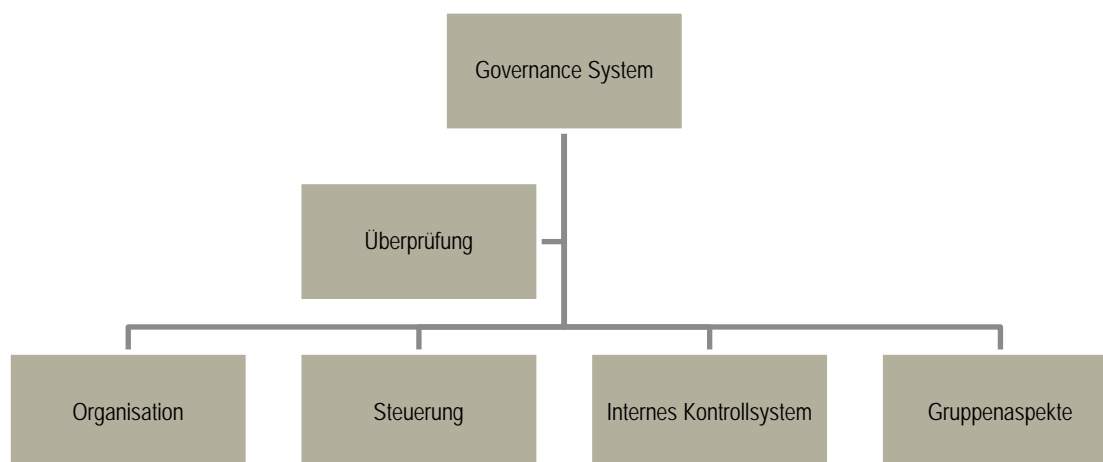 Governance System
Überprüfung
Organisation
Steuerung
Internes Kontrollsystem
Gruppenaspekte